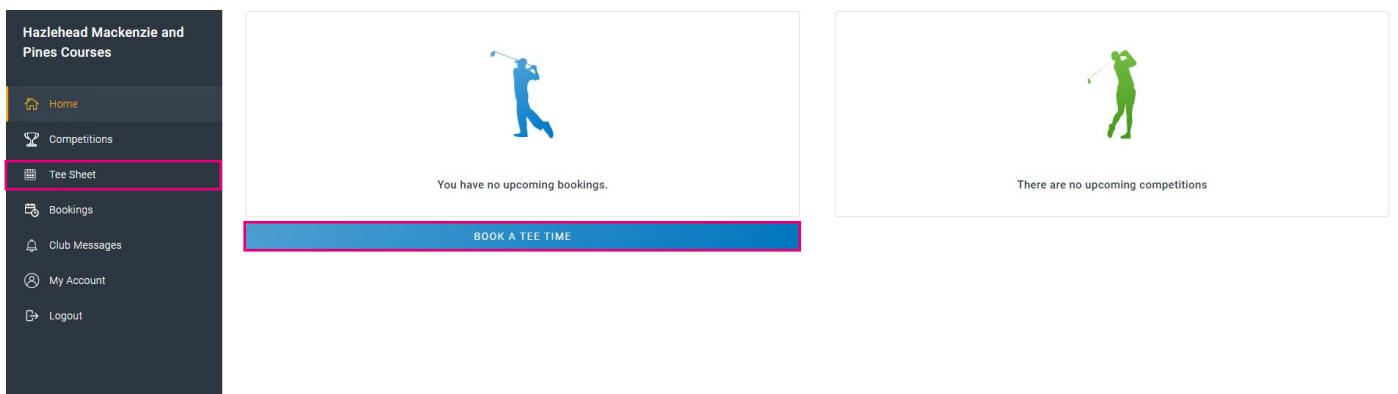 Hazlehead Mackenzie and
Pines Courses
Home
Competitions
Tee Sheet
Bookings
Club Messages
My Account
Logout
You have no upcoming bookings.
BOOK A TEE TIME
There are no upcoming competitions